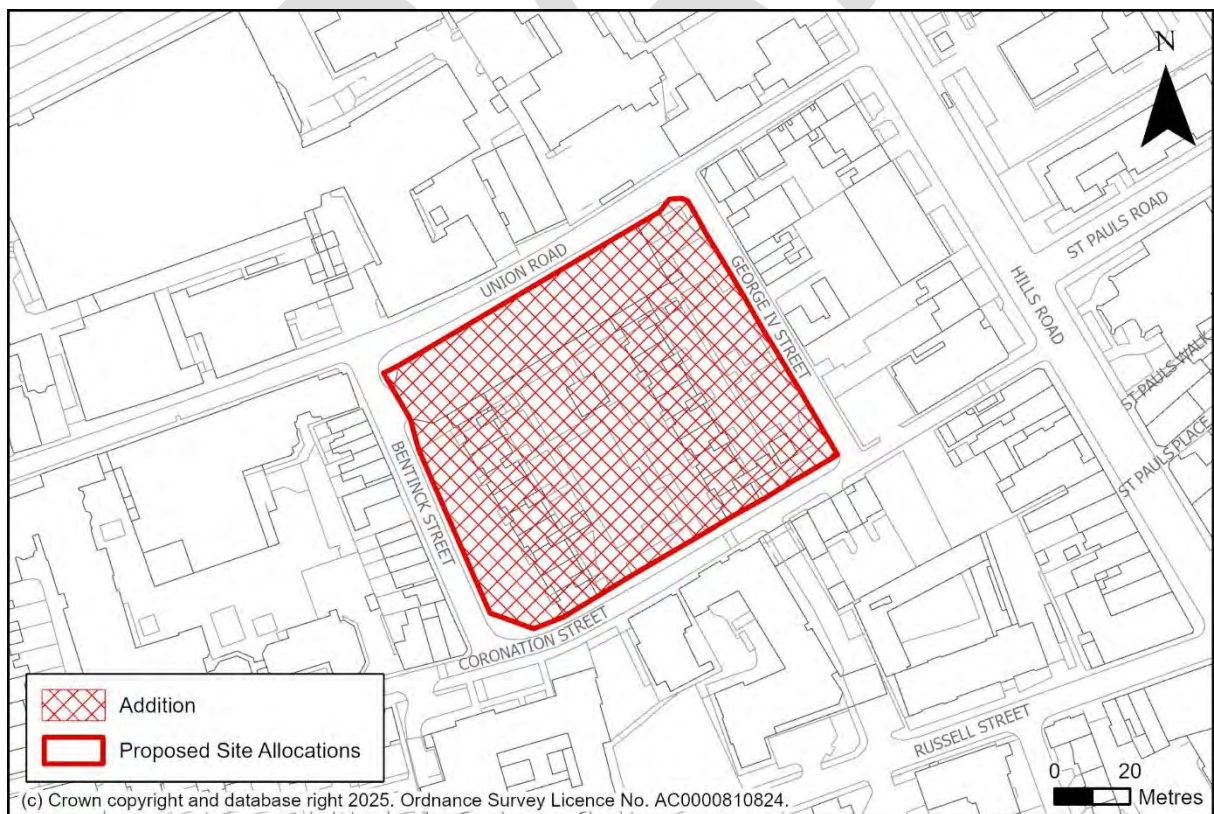 N
ST PAULS ROAD
UNION ROAD
GEORGE IV STREET
HILLS ROAD
ST PAULS WALK
ST PAULS PLACE
BENTINCK STREET
CORONATION STREET
RUSSELL STREET
Addition
Proposed Site Allocations
0 20
Metres
(c) Crown copyright and database right 2025. Ordnance Survey Licence No. AC0000810824.